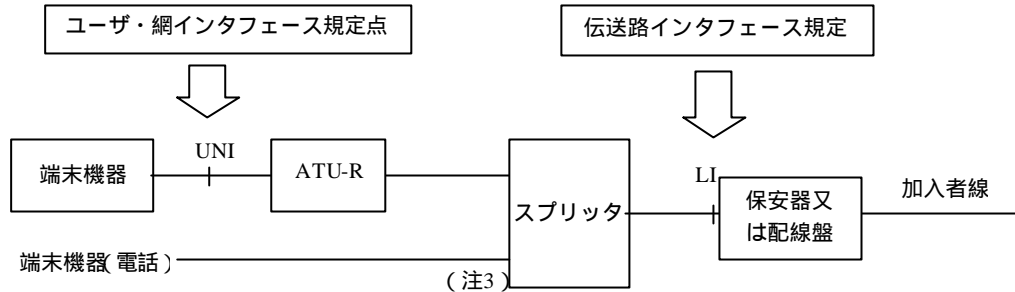 ユーザ・網インタフェース規定点
伝送路インタフェース規定
端末機器
UNI
ATU-R
スプリッタ
LI
保安器又
は配線盤
加入者線
端末機器(電話)
(注3)